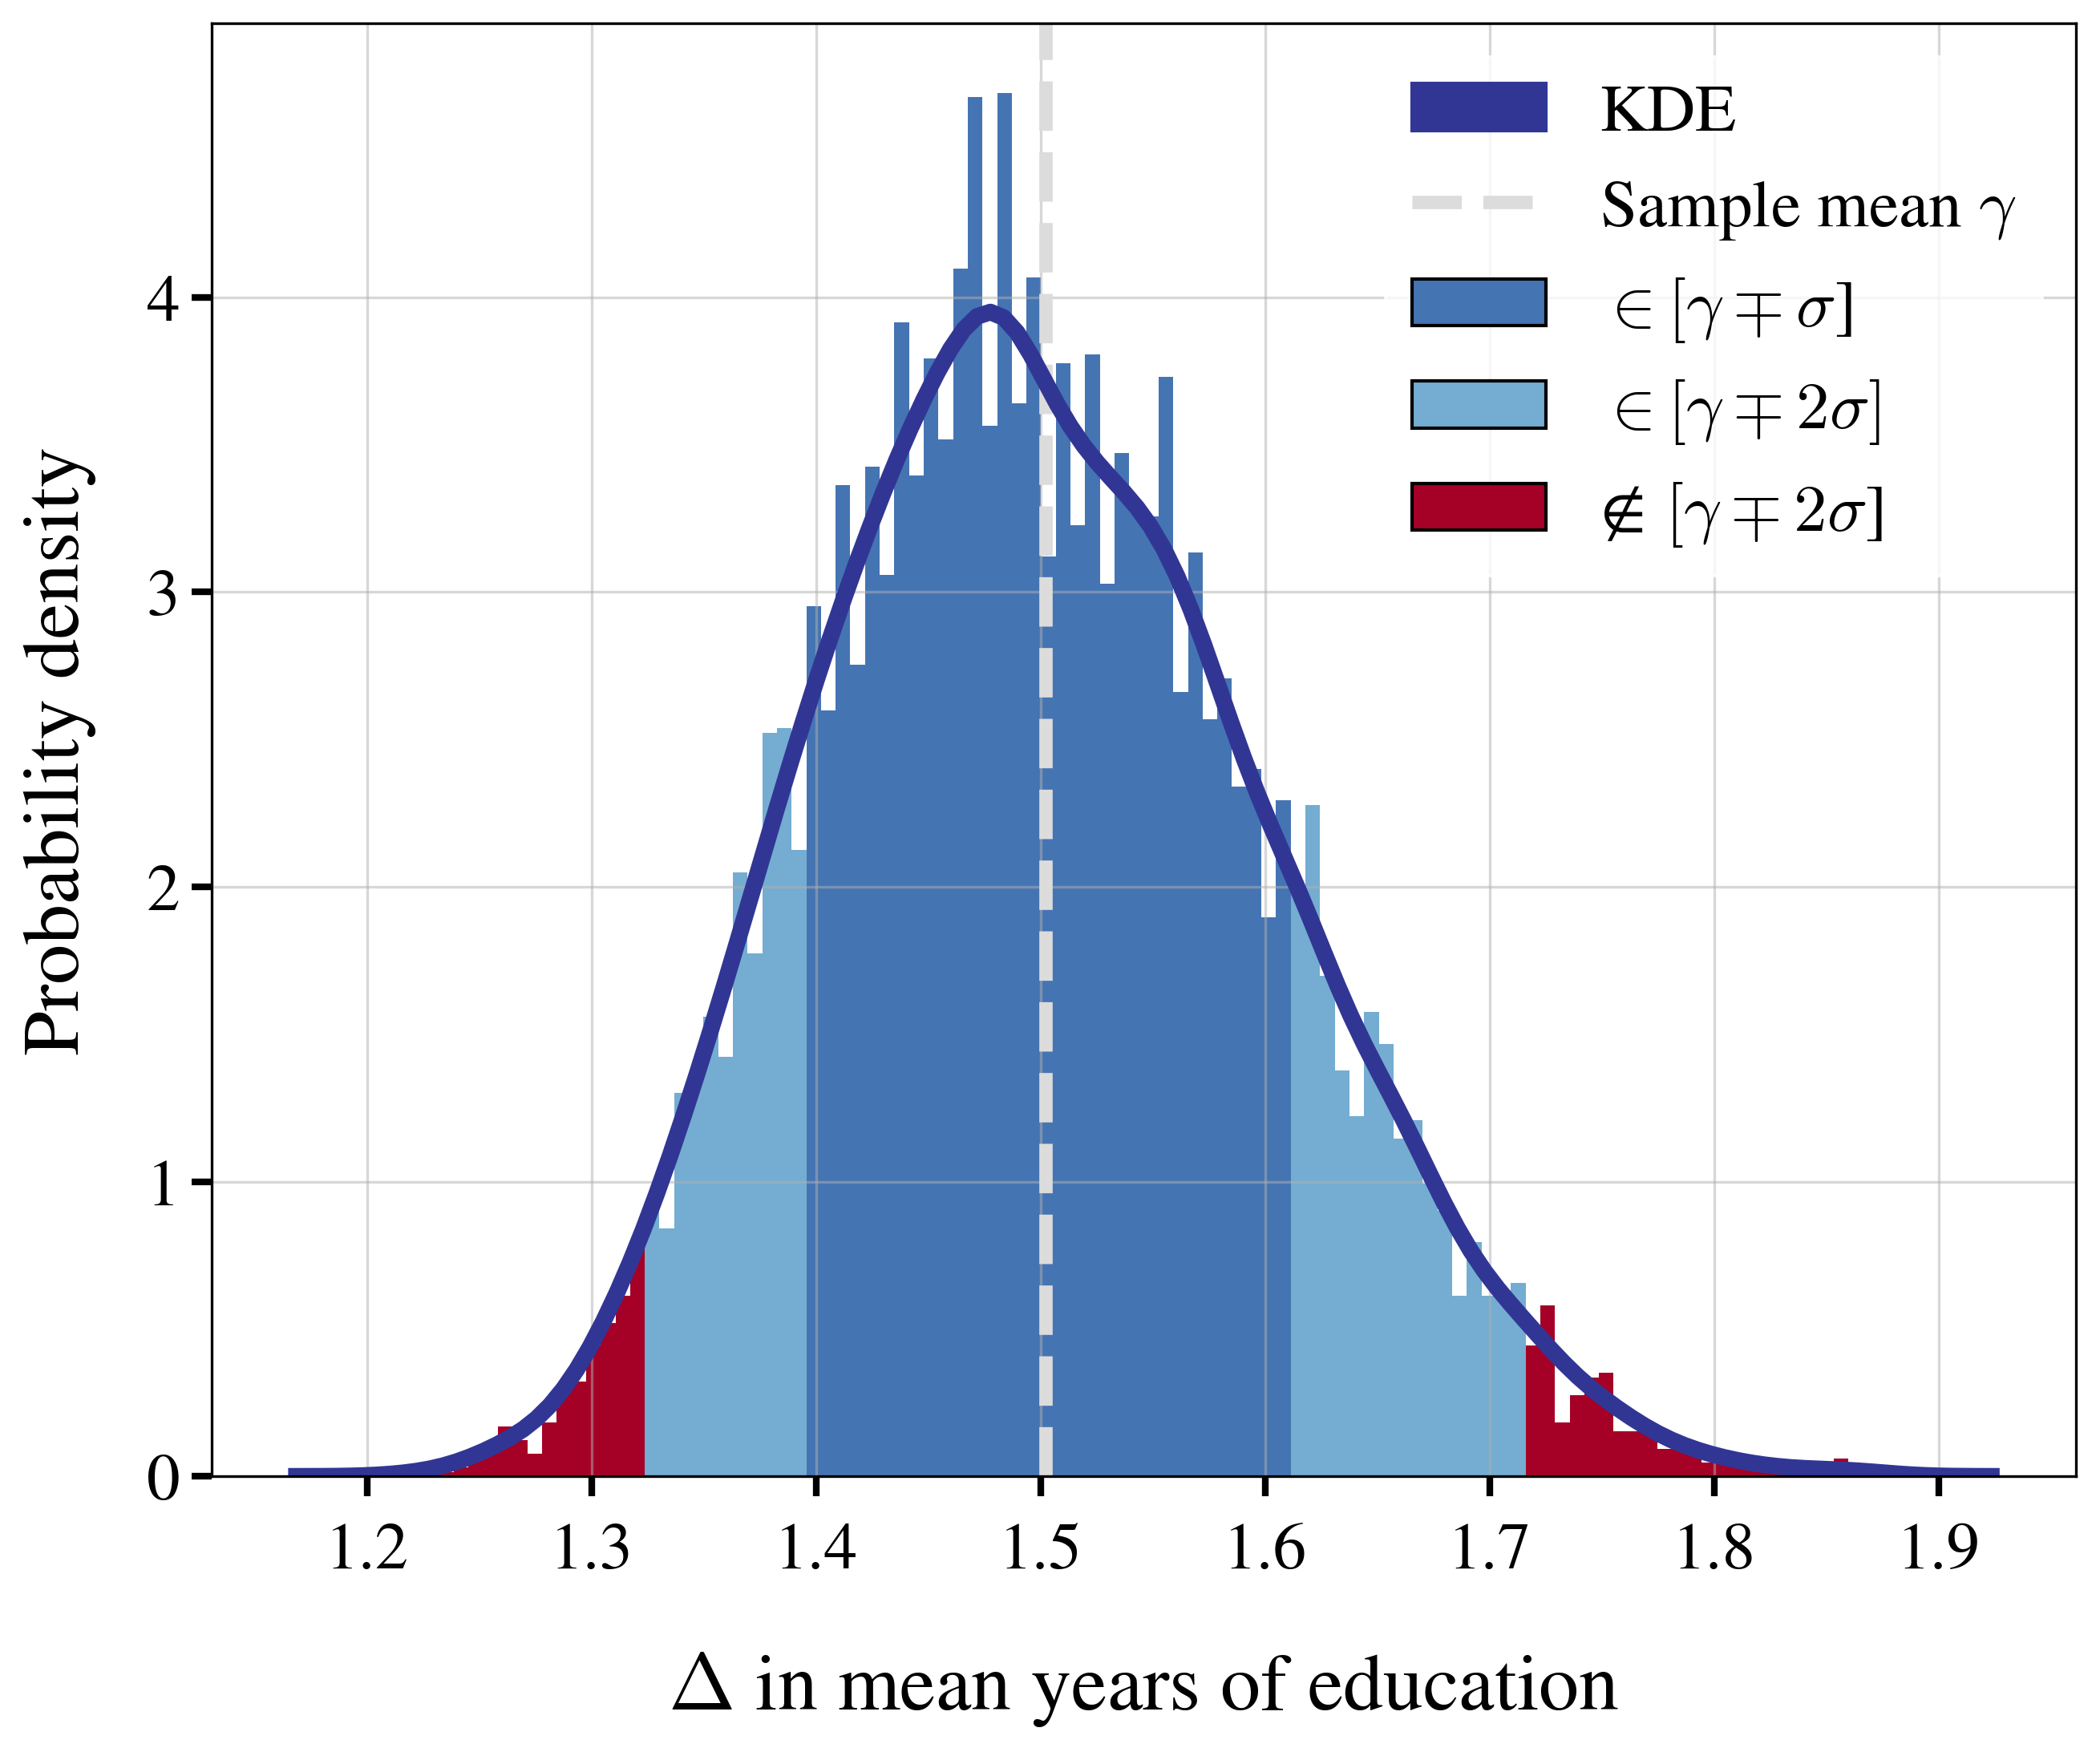 KDE
Sample mean γ
∈ [γ ∓ σ]
∈ [γ ∓ 2σ]
∉ [γ ∓ 2σ]
Probability density
4
3
2
1
0
1.2 1.3 1.4 1.5 1.6 1.7 1.8 1.9
Δ in mean years of education